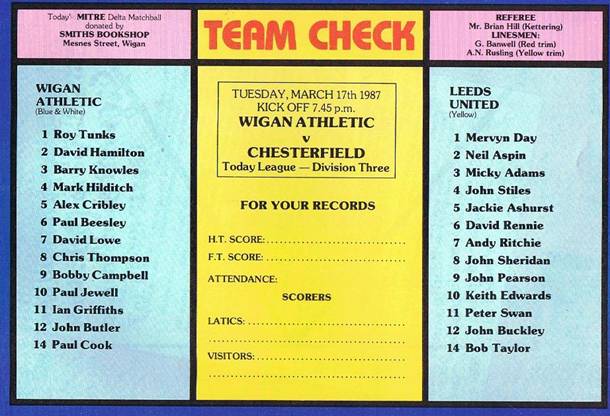 Today's MITRE Delta Matchball
donated by
SMITHS BOOKSHOP
Mesnes Street, Wigan
TEAM CHECK
REFEREE
Mr. Brian Hill (Kettering)
LINESMEN:
G. Banwell (Red trim)
A.N. Rusling (Yellow trim)
WIGAN
ATHLETIC
(Blue & White)
1 Roy Tunks
2 David Hamilton
3 Barry Knowles
4 Mark Hilditch
5 Alex Cribley
6 Paul Beesley
7 David Lowe
8 Chris Thompson
9 Bobby Campbell
10 Paul Jewell
11 Ian Griffiths
12 John Butler
14 Paul Cook
TUESDAY, MARCH 17th 1987
KICK OFF 7.45 p.m.
WIGAN ATHLETIC
v
CHESTERFIELD
Today League — Division Three
FOR YOUR RECORDS
H.T. SCORE:
F.T. SCORE:
ATTENDANCE:
SCORERS
LATICS:
VISITORS:
LEEDS
UNITED
(Yellow)
1 Mervyn Day
2 Neil Aspin
3 Micky Adams
4 John Stiles
5 Jackie Ashurst
6 David Rennie
7 Andy Ritchie
8 John Sheridan
9 John Pearson
10 Keith Edwards
11 Peter Swan
12 John Buckley
14 Bob Taylor